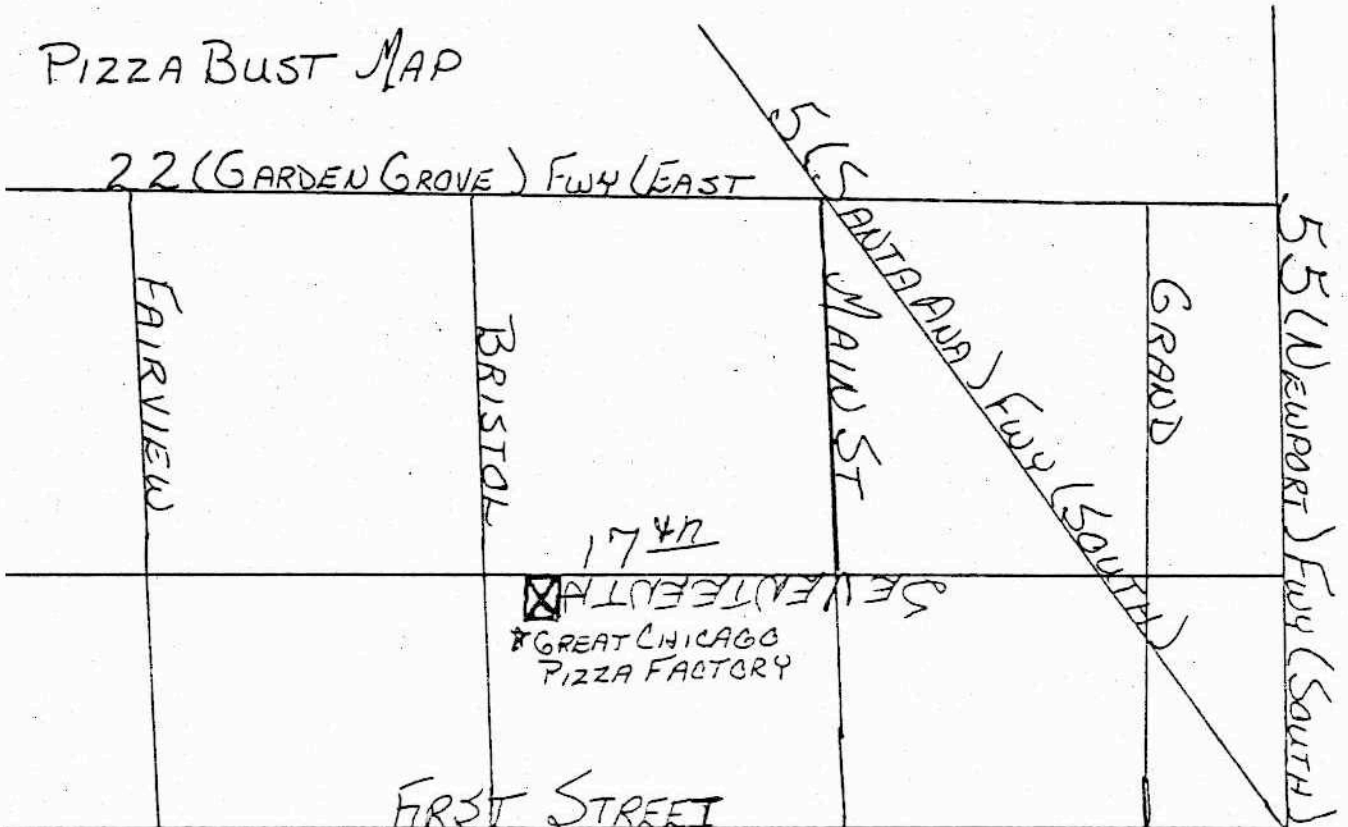 PIZZA BUST MAP
22 (GARDEN GROVE) FWY (EAST
5 (SANTA ANA) FWY (SOUTH)
55 (NEWPORT) FWY (SOUTH)
FAIRVIEW
BRISTOL
MAIN ST
GRAND
17th
SEVENTEENTH
*GREAT CHICAGO
PIZZA FACTORY
FIRST STREET